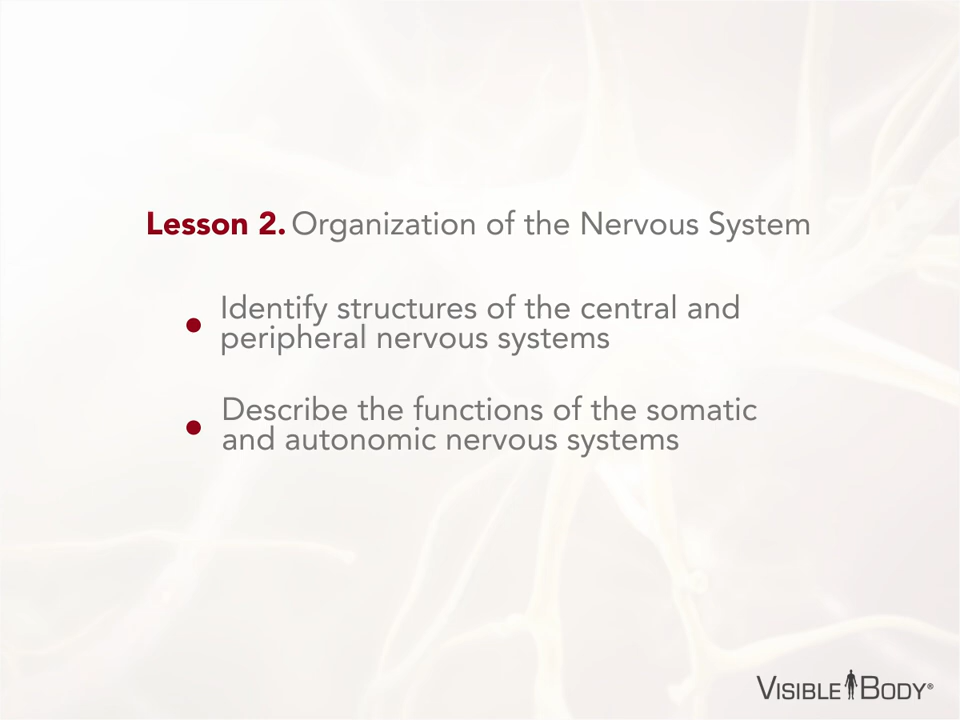 Lesson 2. Organization of the Nervous System
• Identify structures of the central and
peripheral nervous systems
• Describe the functions of the somatic
and autonomic nervous systems
VISIBLE BODY®